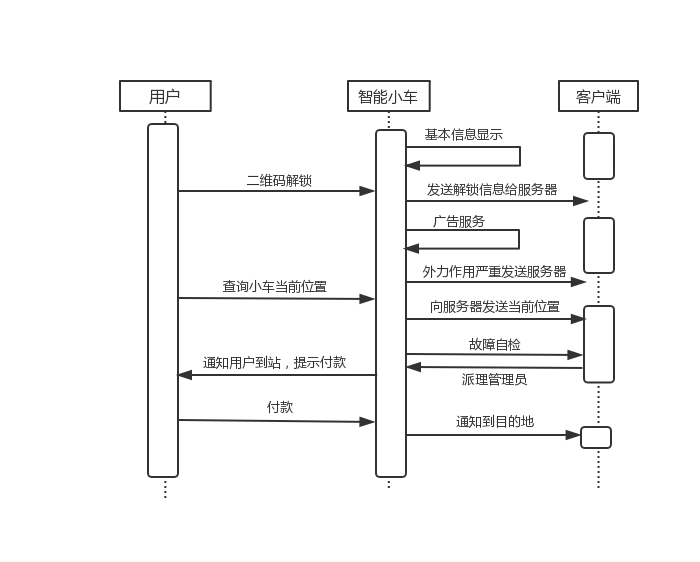 用户
智能小车
客户端
基本信息显示
二维码解锁
发送解锁信息给服务器
广告服务
外力作用严重发送服务器
查询小车当前位置
向服务器发送当前位置
故障自检
通知用户到站，提示付款
派理管理员
付款
通知到目的地